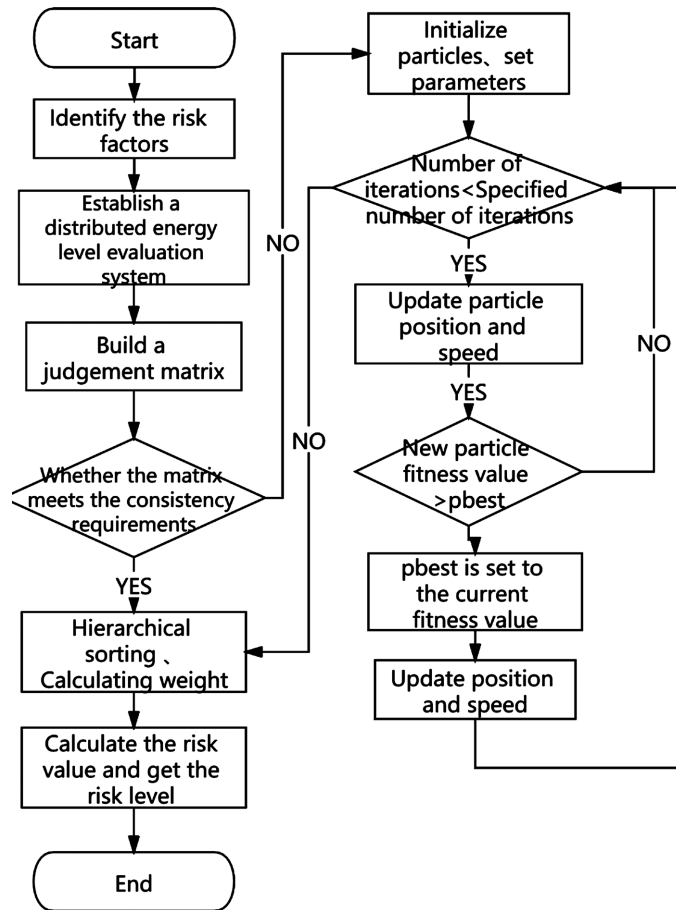 Start
Identify the risk
factors
Establish a
distributed energy
level evaluation
system
Build a
judgement matrix
Whether the matrix
meets the consistency
requirements
YES
Hierarchical
sorting 、
Calculating weight
Calculate the risk
value and get the
risk level
End
NO
NO
Initialize
particles、set
parameters
Number of
iterations<Specified
number of iterations
YES
Update particle
position and
speed
YES
New particle
fitness value
>pbest
NO
pbest is set to
the current
fitness value
Update position
and speed